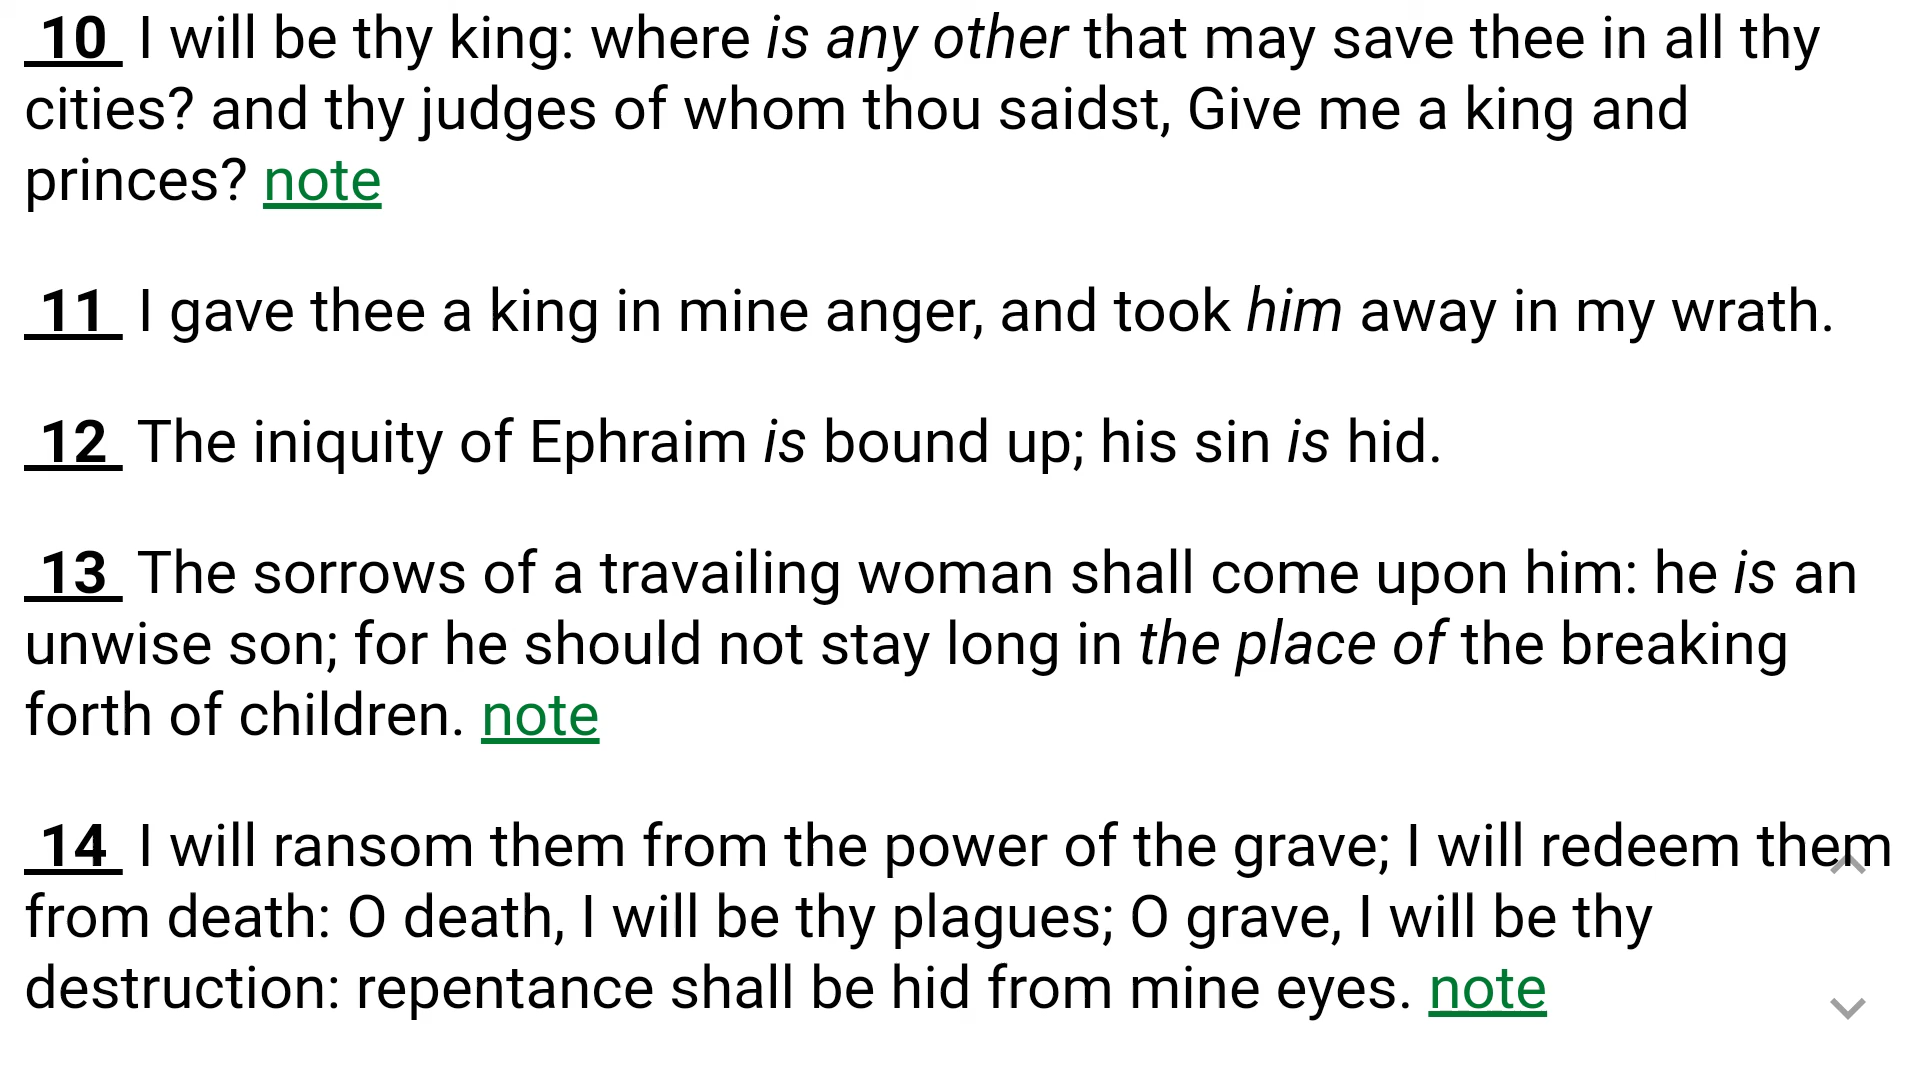 10 I will be thy king: where is any other that may save thee in all thy
cities? and thy judges of whom thou saidst, Give me a king and
princes? note
11 I gave thee a king in mine anger, and took him away in my wrath.
12 The iniquity of Ephraim is bound up; his sin is hid.
13 The sorrows of a travailing woman shall come upon him: he is an
unwise son; for he should not stay long in the place of the breaking
forth of children. note
14 I will ransom them from the power of the grave; I will redeem them
from death: O death, I will be thy plagues; O grave, I will be thy
destruction: repentance shall be hid from mine eyes. note